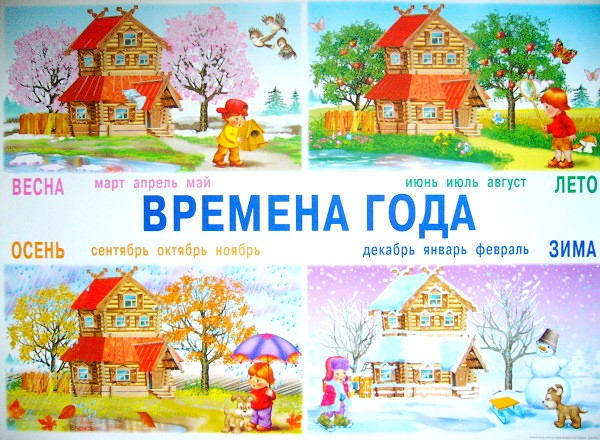 ВЕСНА март апрель май
июнь июль август ЛЕТО
ВРЕМЕНА ГОДА
ОСЕНЬ сентябрь октябрь ноябрь
декабрь январь февраль ЗИМА